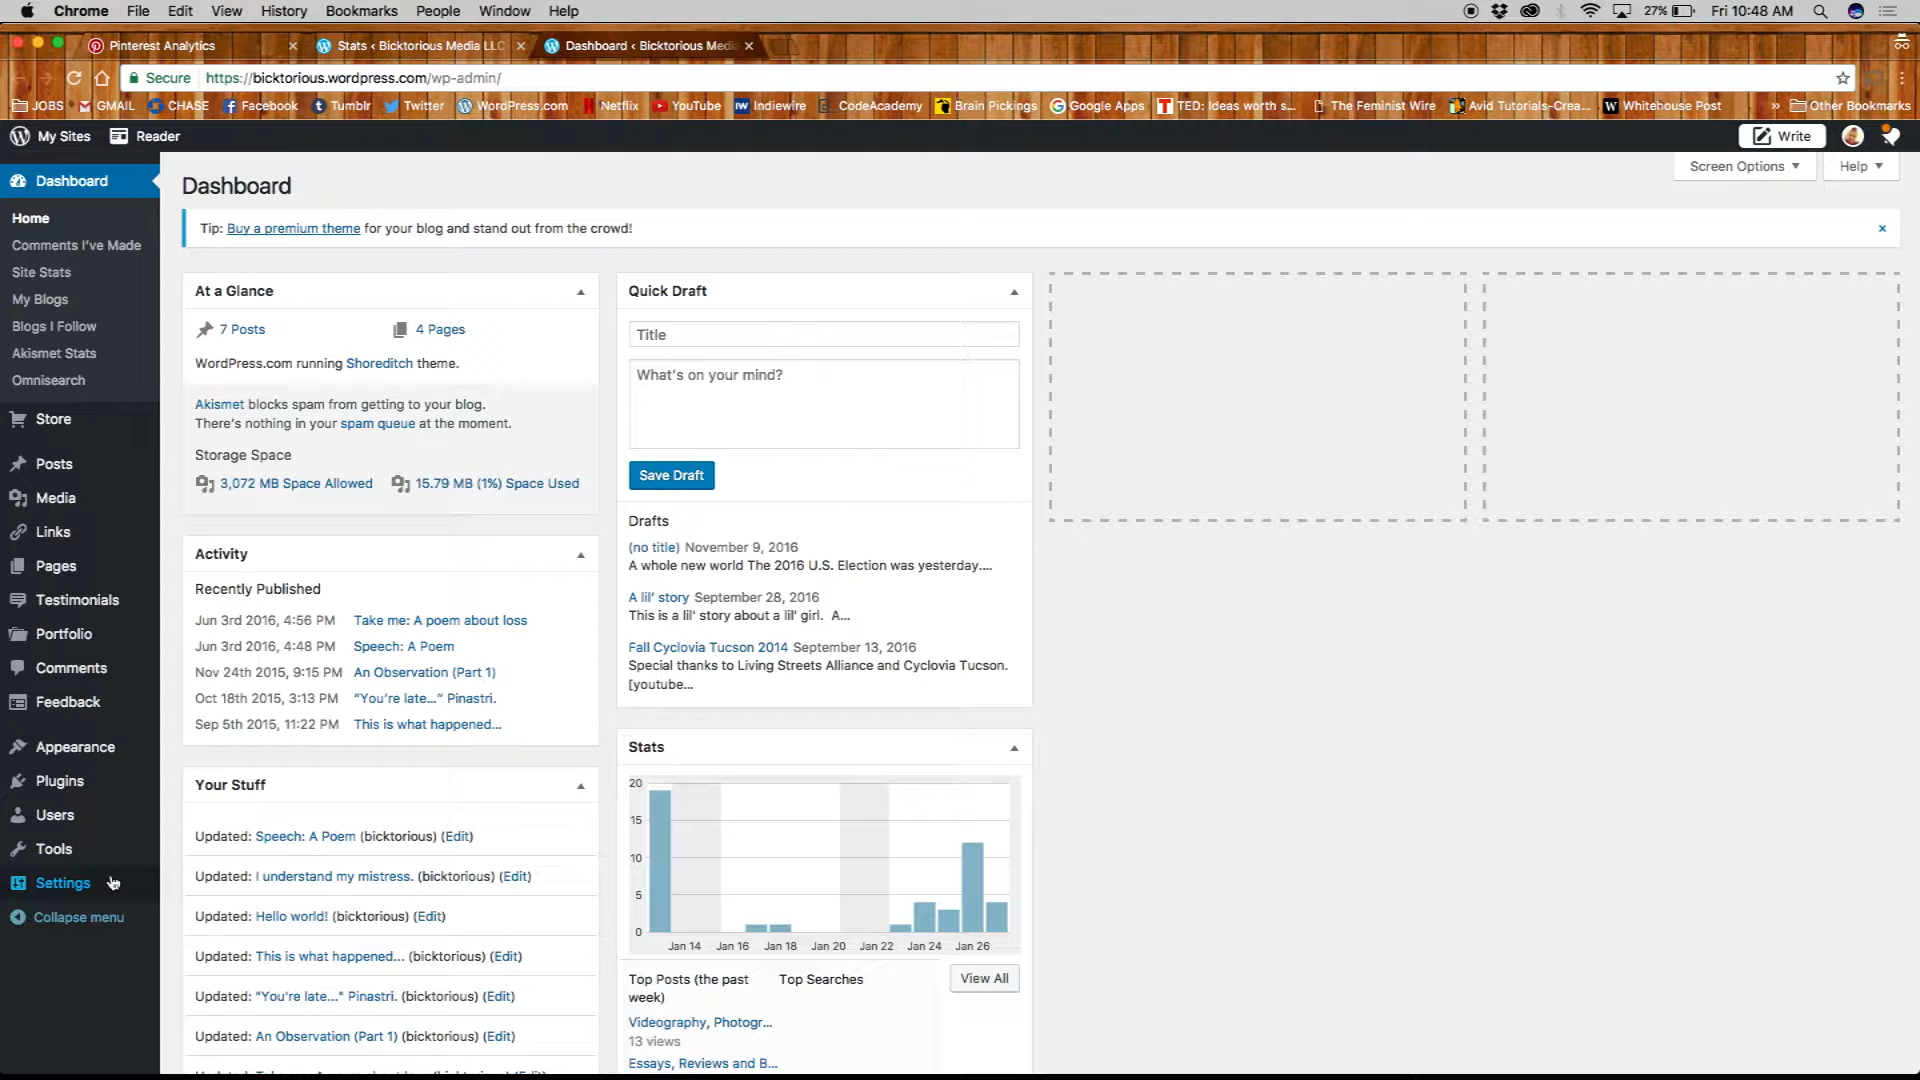 Chrome File Edit View History Bookmarks People Window Help 27% Fri 10:48 AM
Pinterest Analytics Stats ‹ Bicktorious Media LLC Dashboard ‹ Bicktorious Medi
Secure https://bicktorious.wordpress.com/wp-admin/
JOBS GMAIL CHASE Facebook Tumblr Twitter WordPress.com Netflix YouTube Indiewire CodeAcademy Brain Pickings Google Apps TED: Ideas worth s... The Feminist Wire Avid Tutorials-Crea... Whitehouse Post » Other Bookmarks
My Sites Reader Write
Screen Options Help
Dashboard
Home
Comments I've Made
Site Stats
My Blogs
Blogs I Follow
Akismet Stats
Omnisearch
Store
Posts
Media
Links
Pages
Testimonials
Portfolio
Comments
Feedback
Appearance
Plugins
Users
Tools
Settings
Collapse menu
Dashboard
Tip: Buy a premium theme for your blog and stand out from the crowd!
At a Glance
7 Posts 4 Pages
WordPress.com running Shoreditch theme.
Akismet blocks spam from getting to your blog.
There's nothing in your spam queue at the moment.
Storage Space
3,072 MB Space Allowed 15.79 MB (1%) Space Used
Activity
Recently Published
Jun 3rd 2016, 4:56 PM Take me: A poem about loss
Jun 3rd 2016, 4:48 PM Speech: A Poem
Nov 24th 2015, 9:15 PM An Observation (Part 1)
Oct 18th 2015, 3:13 PM "You're late..." Pinastri.
Sep 5th 2015, 11:22 PM This is what happened...
Your Stuff
Updated: Speech: A Poem (bicktorious) (Edit)
Updated: I understand my mistress. (bicktorious) (Edit)
Updated: Hello world! (bicktorious) (Edit)
Updated: This is what happened... (bicktorious) (Edit)
Updated: "You're late..." Pinastri. (bicktorious) (Edit)
Updated: An Observation (Part 1) (bicktorious) (Edit)
Quick Draft
Title
What's on your mind?
Save Draft
Drafts
(no title) November 9, 2016
A whole new world The 2016 U.S. Election was yesterday....
A lil' story September 28, 2016
This is a lil' story about a lil' girl. A...
Fall Cyclovia Tucson 2014 September 13, 2016
Special thanks to Living Streets Alliance and Cyclovia Tucson.
[youtube...
Stats
20
15
10
5
0
Jan 14 Jan 16 Jan 18 Jan 20 Jan 22 Jan 24 Jan 26
Top Posts (the past Top Searches View All
week)
Videography, Photogr...
13 views
Essays, Reviews and B...